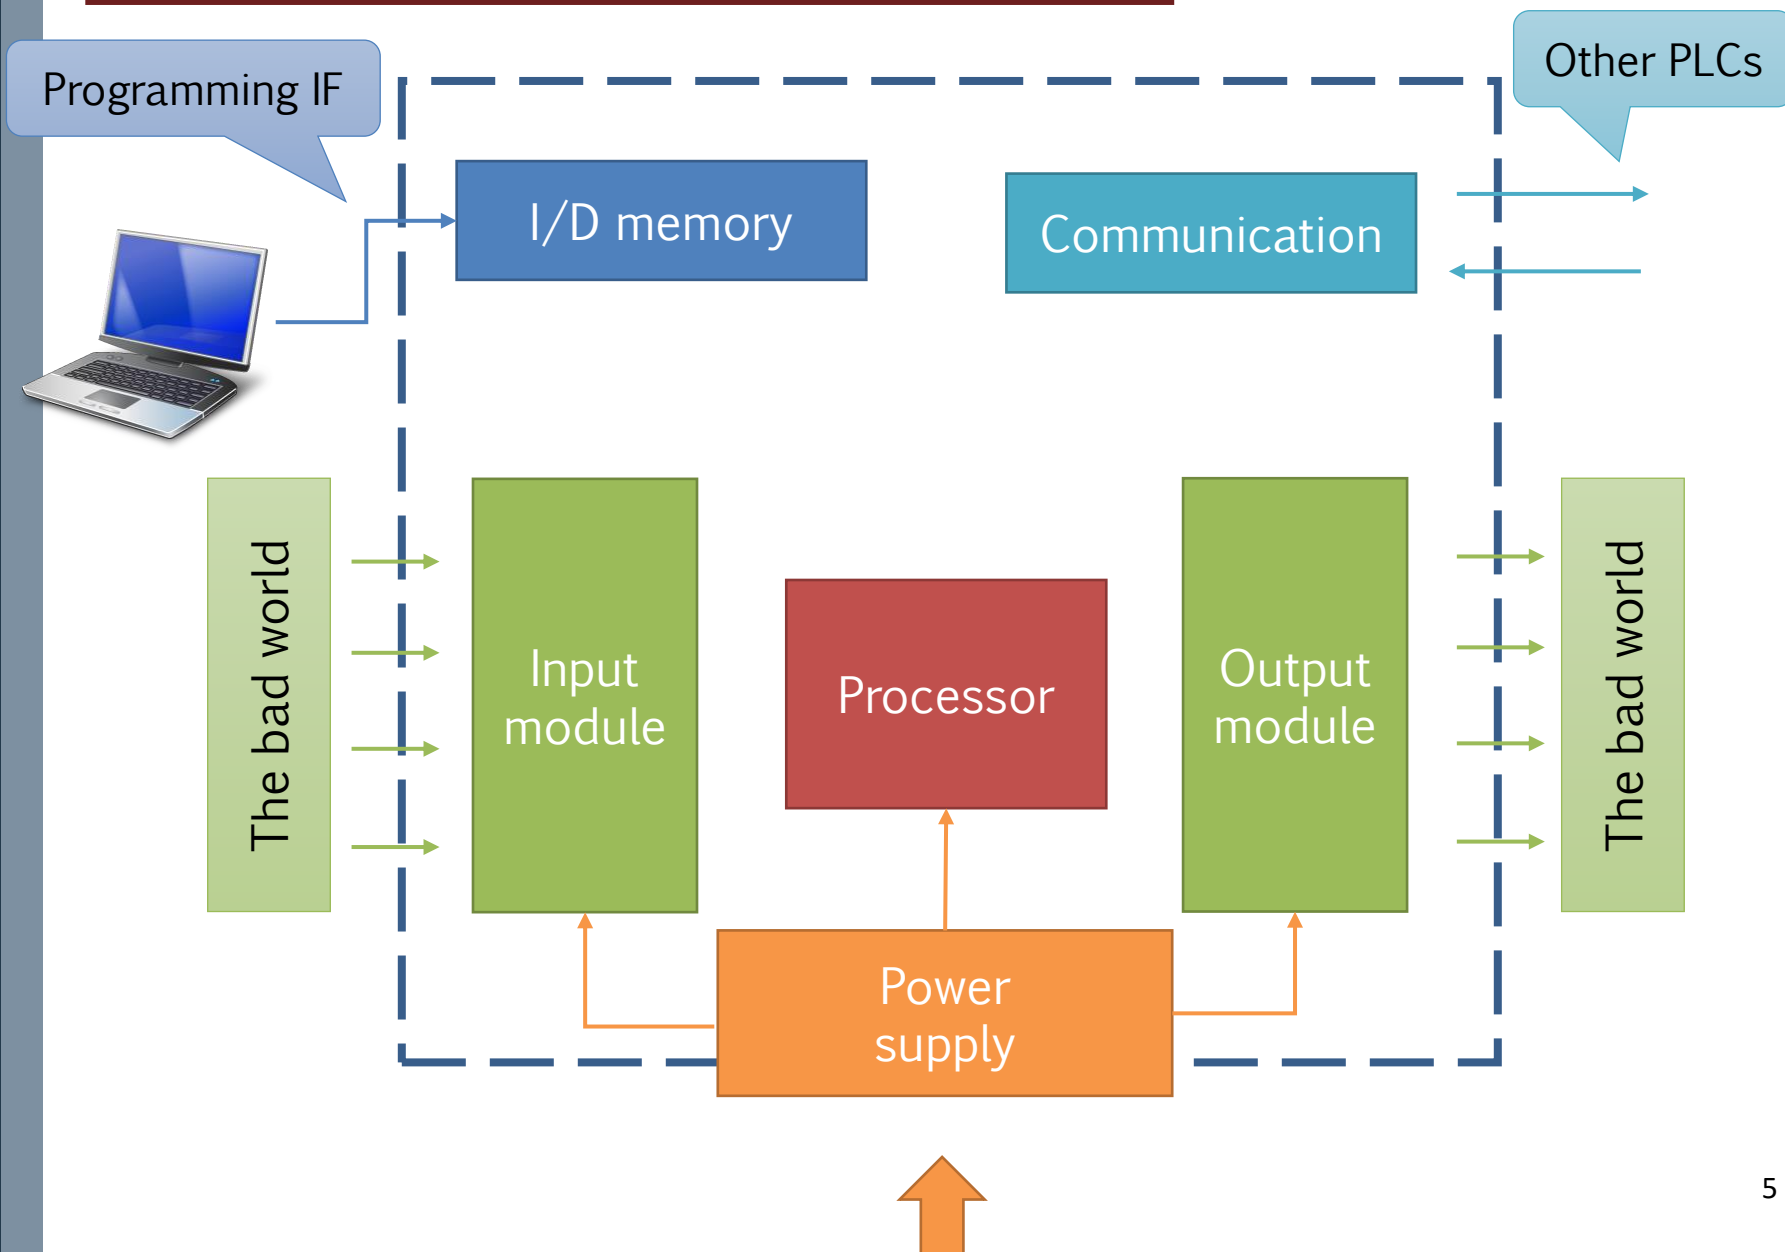 Programming IF
Other PLCs
I/D memory
Communication
The bad world
Input
module
Processor
Output
module
The bad world
Power
supply
5